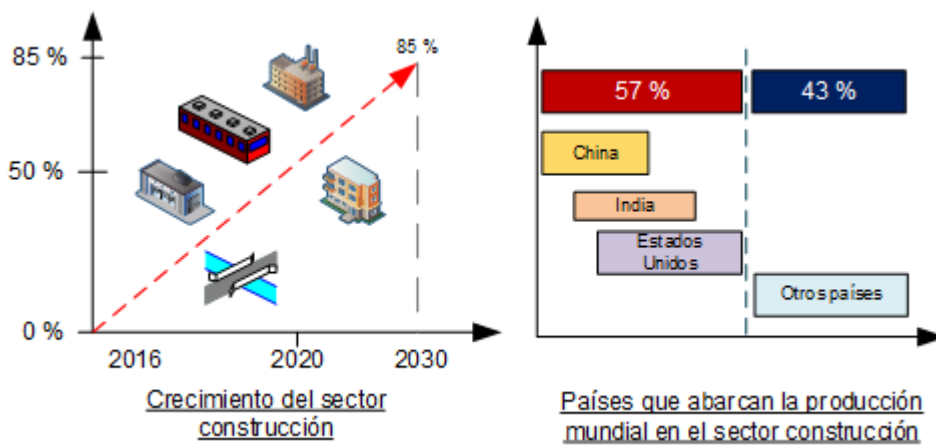 85 %
50 %
0 %
85 %
2016
2020
2030
Crecimiento del sector
construcción
57 %
43 %
China
India
Estados
Unidos
Otros países
Países que abarcan la producción
mundial en el sector construcción